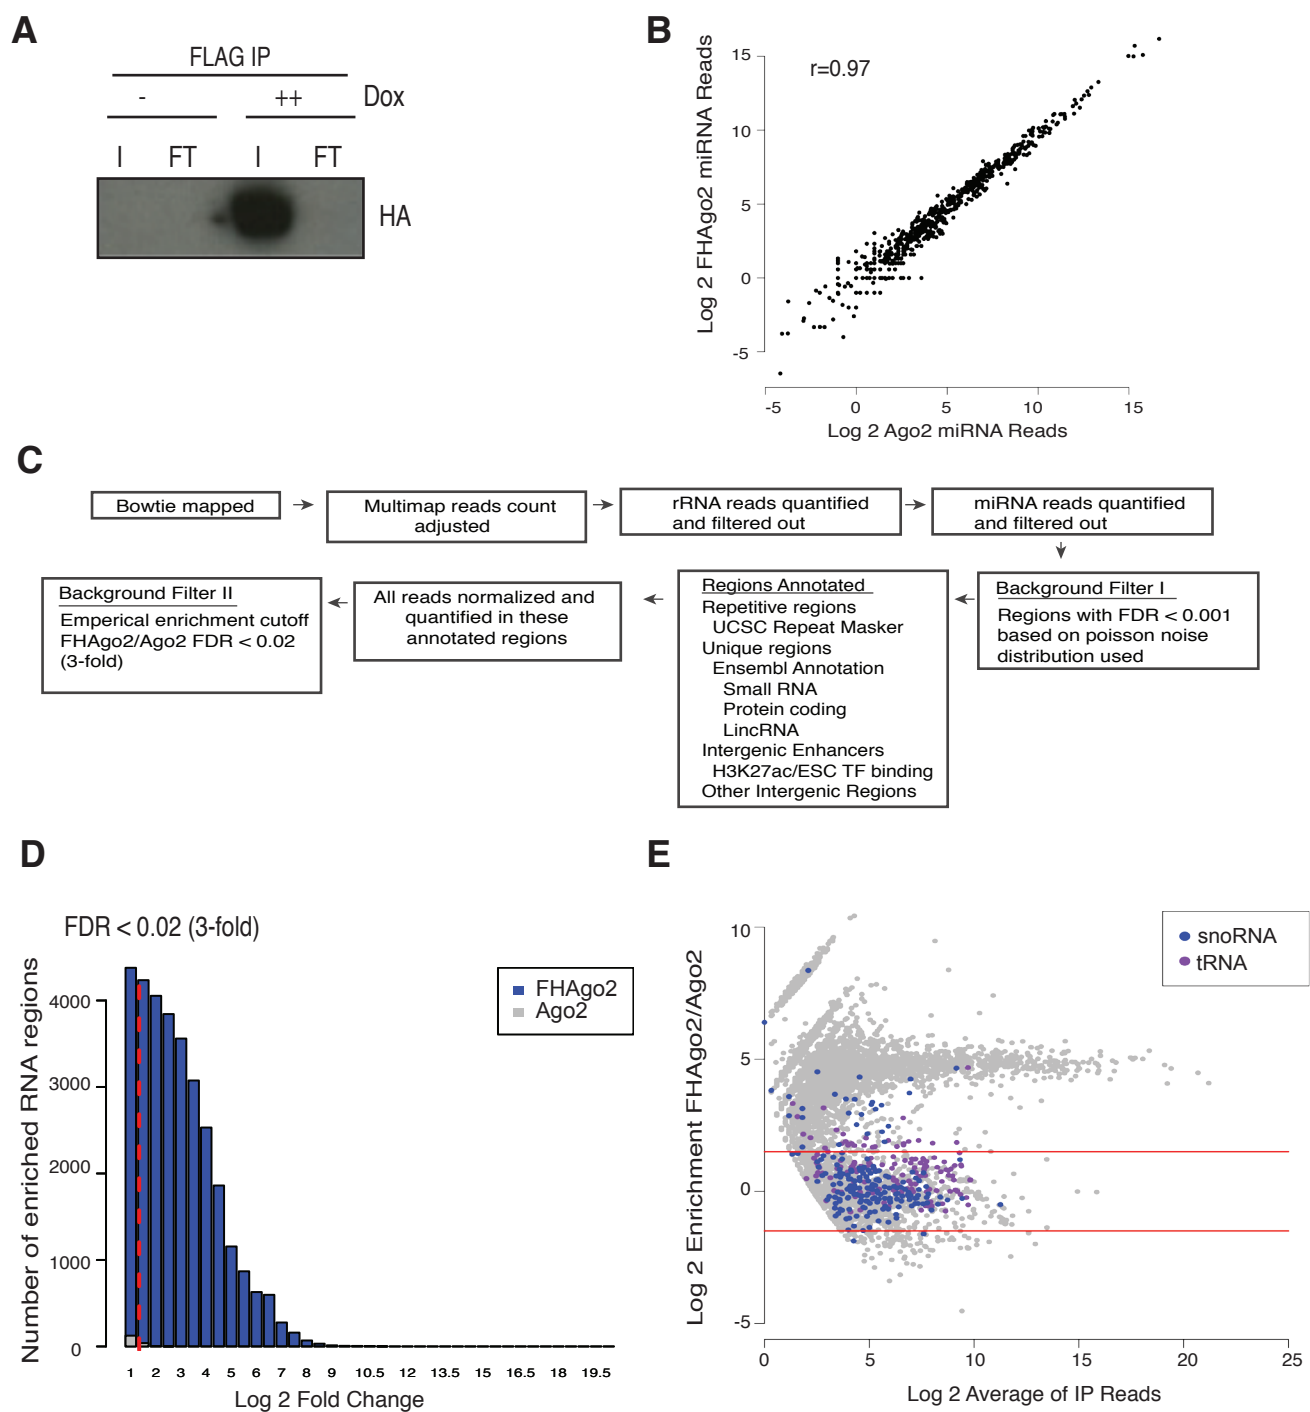 A
FLAG IP
- ++ Dox
I FT I FT
HA
B
r=0.97
Log 2 FHAgo2 miRNA Reads
15
10
5
0
-5
-5 0 5 10 15
Log 2 Ago2 miRNA Reads
C
Bowtie mapped
Multimap reads count
adjusted
rRNA reads quantified
and filtered out
miRNA reads quantified
and filtered out
Background Filter I
Regions with FDR < 0.001
based on poisson noise
distribution used
Regions Annotated
Repetitive regions
UCSC Repeat Masker
Unique regions
Ensembl Annotation
Small RNA
Protein coding
LincRNA
Intergenic Enhancers
H3K27ac/ESC TF binding
Other Intergenic Regions
All reads normalized and
quantified in these
annotated regions
Background Filter II
Emperical enrichment cutoff
FHAgo2/Ago2 FDR < 0.02
(3-fold)
D
FDR < 0.02 (3-fold)
FHAgo2
Ago2
Number of enriched RNA regions
4000
3000
2000
1000
0
1 2 3 4 5 6 7 8 9 10.5 12 13.5 15 16.5 18 19.5
Log 2 Fold Change
E
snoRNA
tRNA
Log 2 Enrichment FHAgo2/Ago2
10
5
0
-5
0 5 10 15 20 25
Log 2 Average of IP Reads